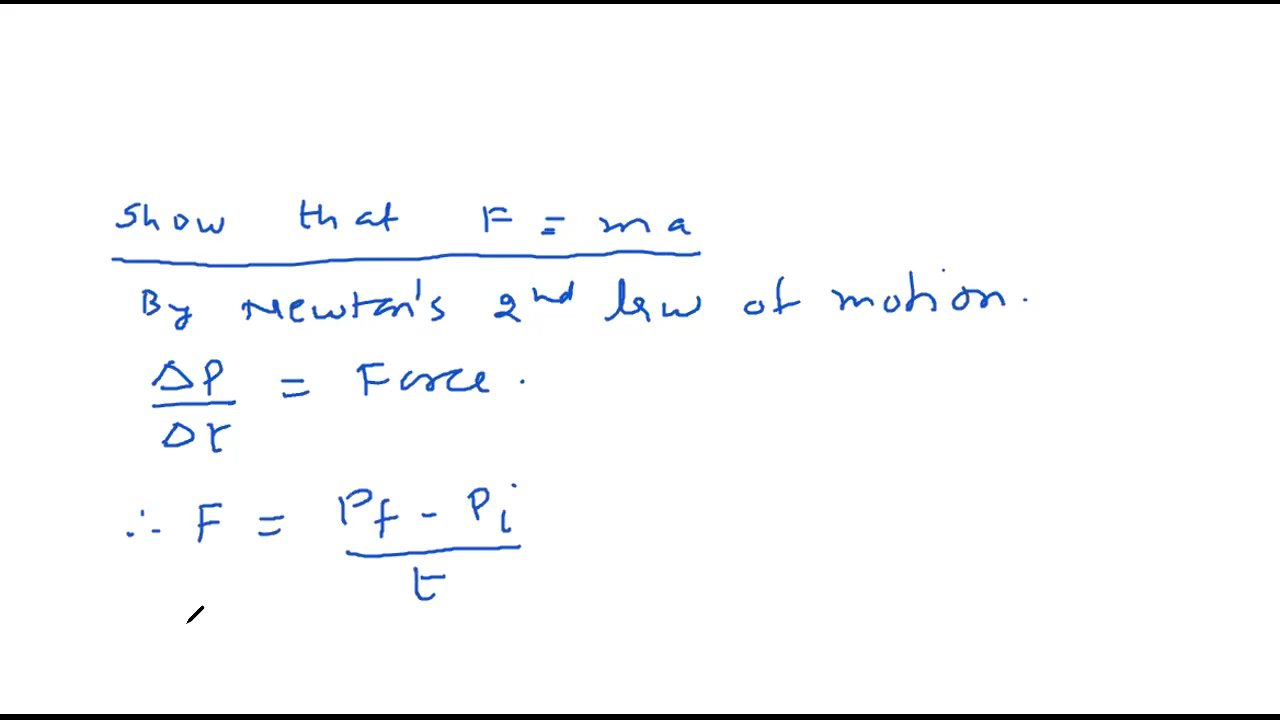 Show that F = ma
By Newton's 2nd law of motion.
ΔP/Δt = Force.
∴ F = Pf - Pi / t